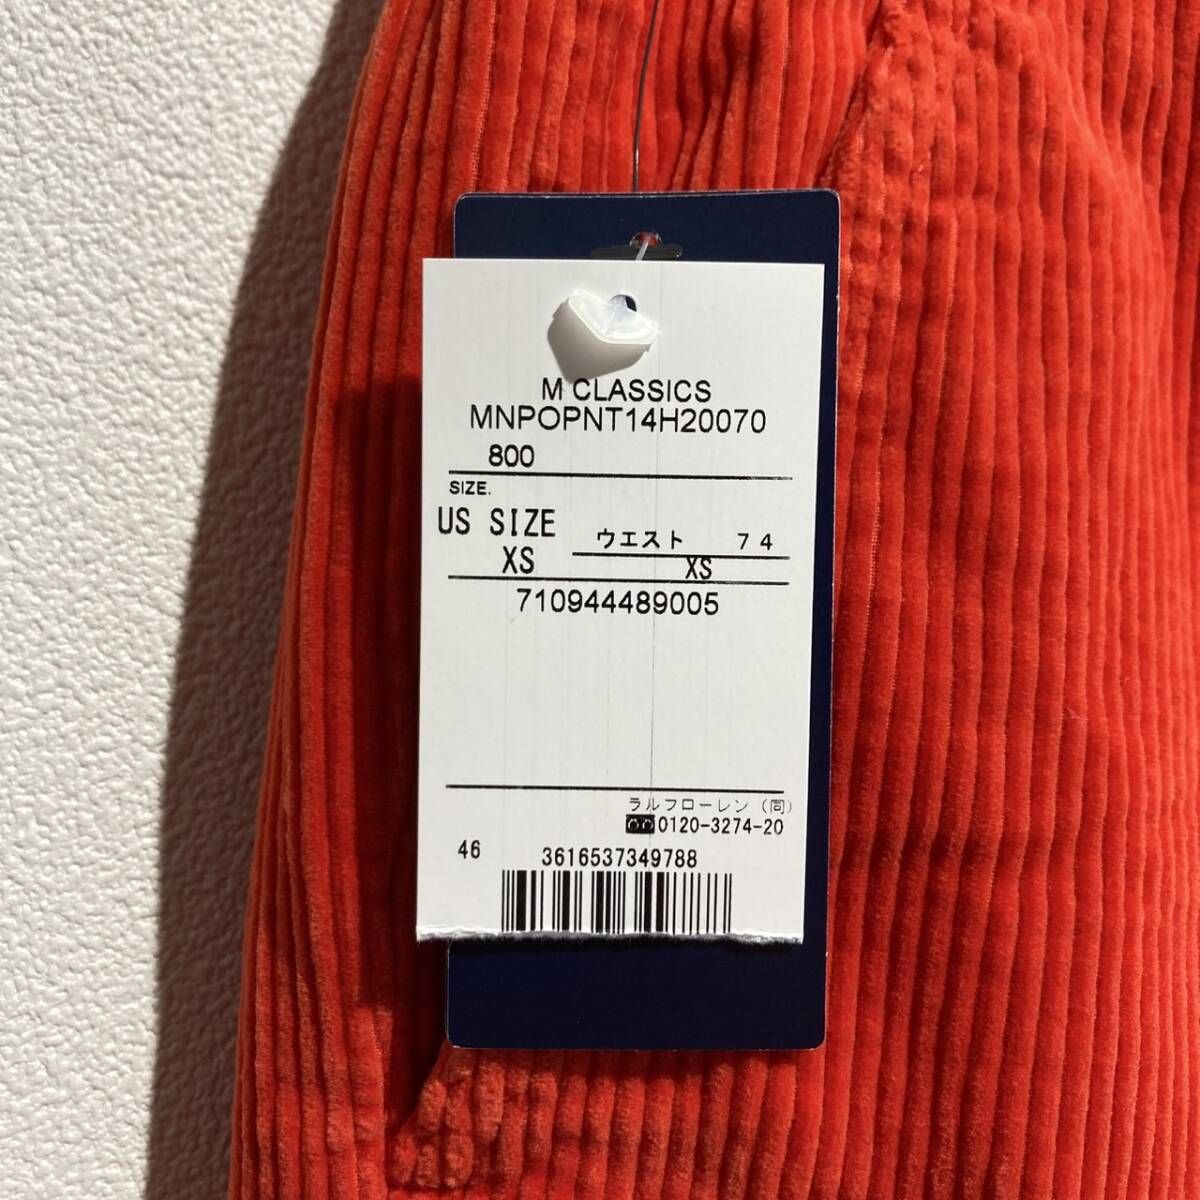 M CLASSICS
MNPOPNT14H20070
800
SIZE.
US SIZE ウエスト 74
XS XS
710944489005
ラルフローレン（同）
0120-3274-20
46 3616537349788